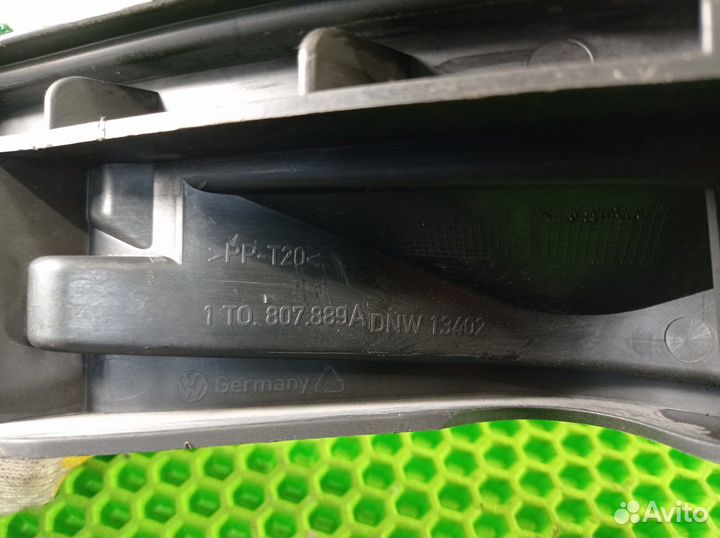 >PP-T20<
1 TO. 807.889A DNW 13402
Germany
Avito